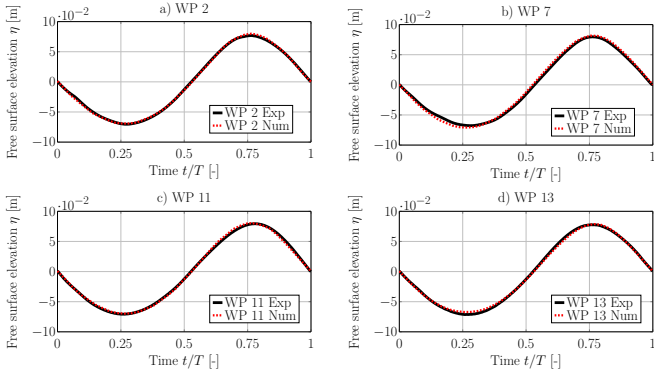 a) WP 2
·10⁻²
10
5
0
−5
−10
0
0.25
0.5
0.75
1
Free surface elevation η [m]
Time t/T [-]
WP 2 Exp
WP 2 Num
b) WP 7
·10⁻²
10
5
0
−5
−10
0
0.25
0.5
0.75
1
Free surface elevation η [m]
Time t/T [-]
WP 7 Exp
WP 7 Num
c) WP 11
·10⁻²
10
5
0
−5
−10
0
0.25
0.5
0.75
1
Free surface elevation η [m]
Time t/T [-]
WP 11 Exp
WP 11 Num
d) WP 13
·10⁻²
10
5
0
−5
−10
0
0.25
0.5
0.75
1
Free surface elevation η [m]
Time t/T [-]
WP 13 Exp
WP 13 Num